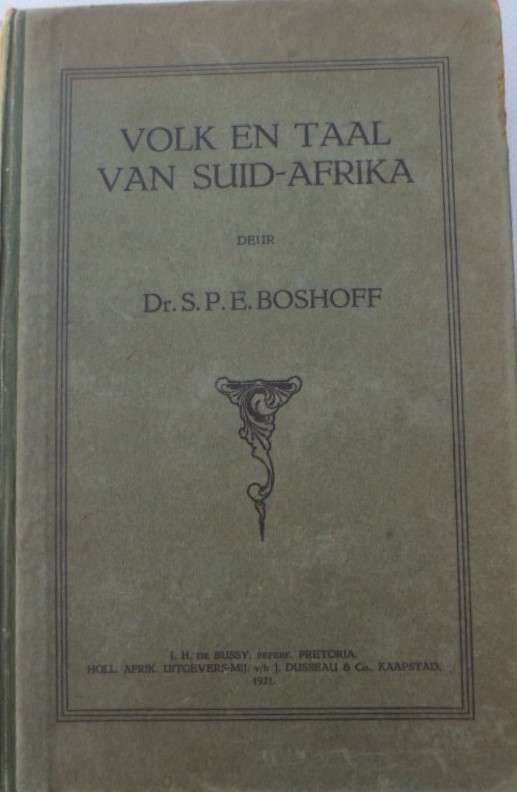 VOLK EN TAAL
VAN SUID-AFRIKA
DEUR
Dr. S. P. E. BOSHOFF
J. H. DE BUSSY, BEPERK. PRETORIA.
HOLL. AFRIK. UITGEVERS-MIJ. v/h J. DUSSEAU & Co., KAAPSTAD.
1921.